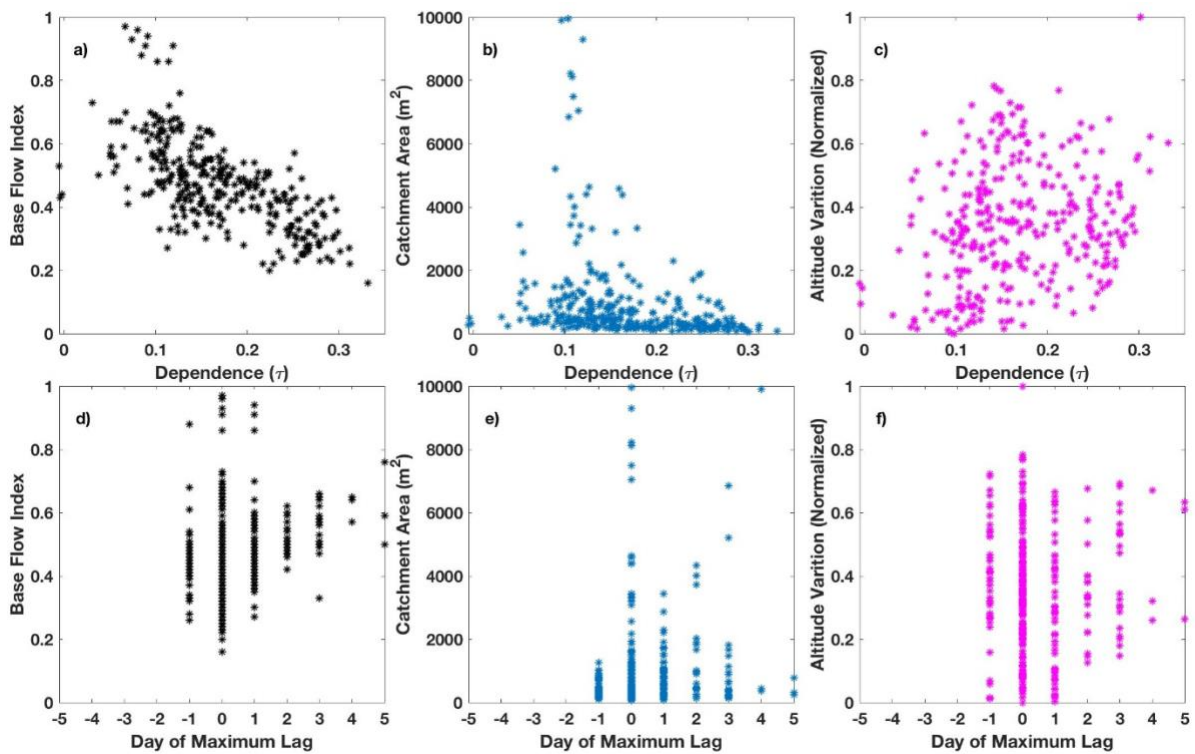 a)
1
0.8
0.6
0.4
0.2
0
Base Flow Index
0 0.1 0.2 0.3
Dependence (τ)
b)
10000
8000
6000
4000
2000
0
Catchment Area (m²)
0 0.1 0.2 0.3
Dependence (τ)
c)
1
0.8
0.6
0.4
0.2
0
Altitude Varition (Normalized)
0 0.1 0.2 0.3
Dependence (τ)
d)
1
0.8
0.6
0.4
0.2
0
Base Flow Index
-5 -4 -3 -2 -1 0 1 2 3 4 5
Day of Maximum Lag
e)
10000
8000
6000
4000
2000
0
Catchment Area (m²)
-5 -4 -3 -2 -1 0 1 2 3 4 5
Day of Maximum Lag
f)
1
0.8
0.6
0.4
0.2
0
Altitude Varition (Normalized)
-5 -4 -3 -2 -1 0 1 2 3 4 5
Day of Maximum Lag